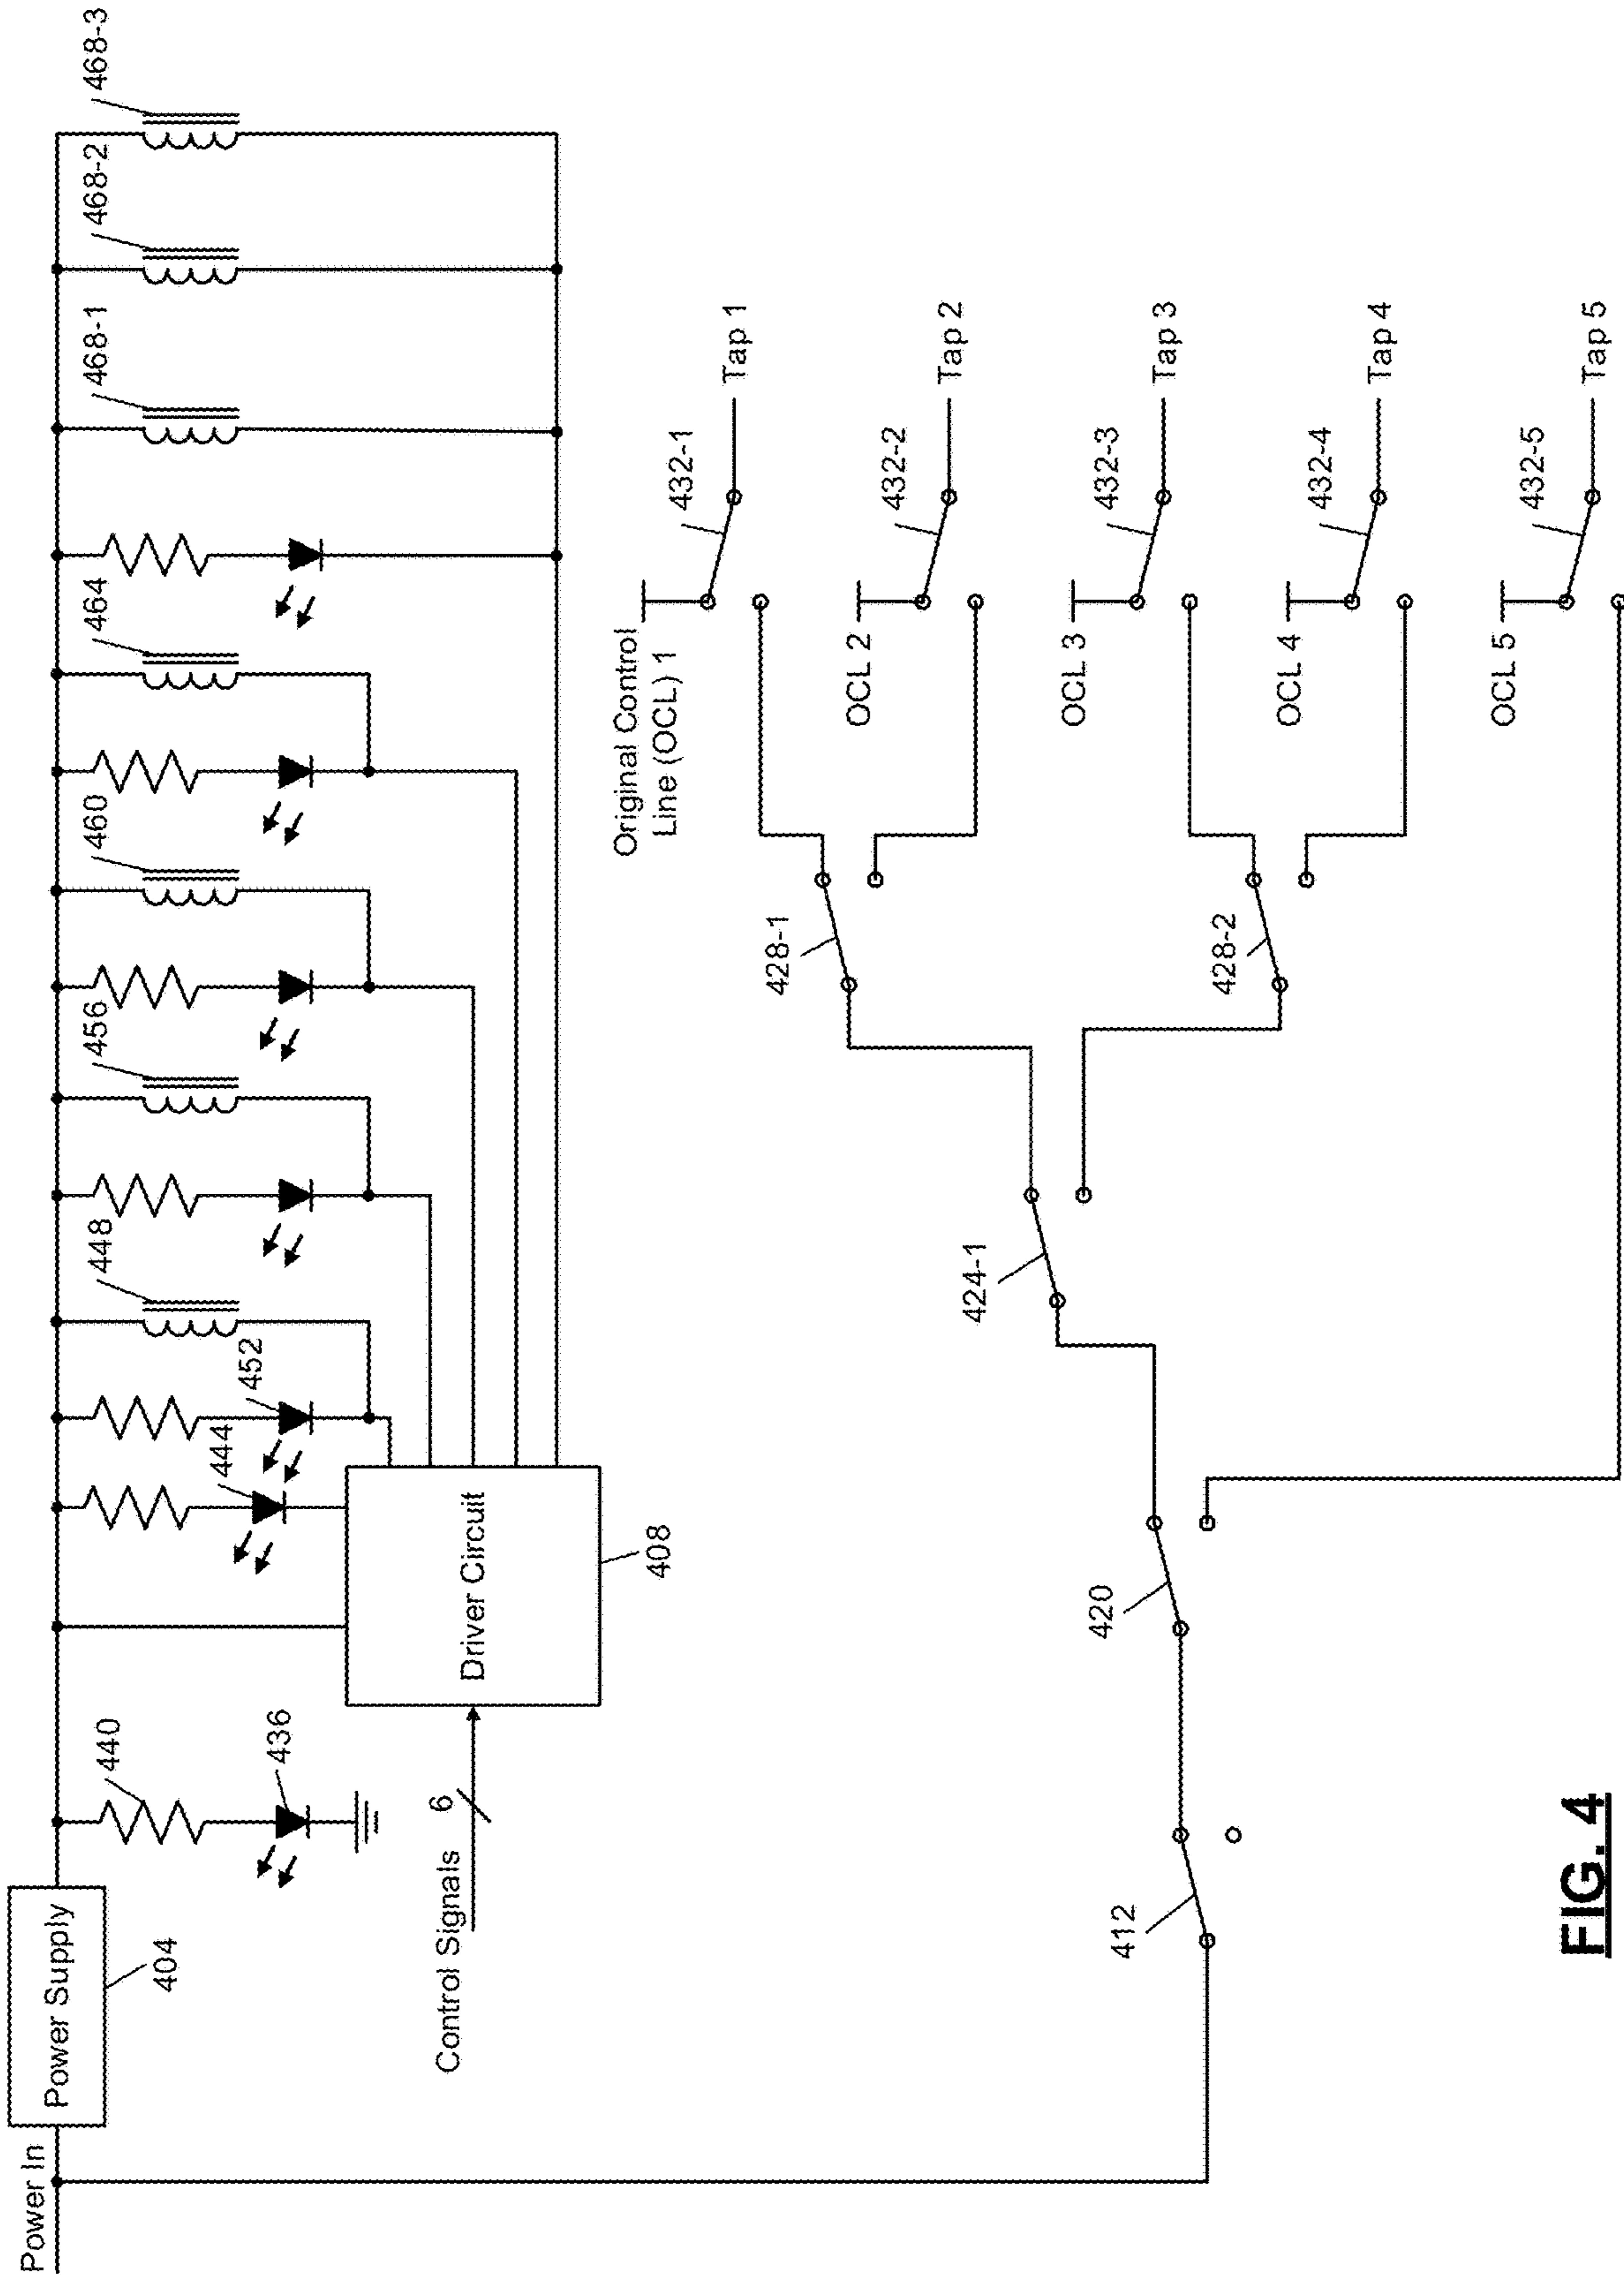 Power In
Power Supply
404
440
436
Control Signals
6
Driver Circuit
408
444
452
448
456
460
464
468-1
468-2
468-3
412
420
424-1
428-1
428-2
Original Control
Line (OCL) 1
432-1
Tap 1
OCL 2
432-2
Tap 2
OCL 3
432-3
Tap 3
OCL 4
432-4
Tap 4
OCL 5
432-5
Tap 5
FIG. 4